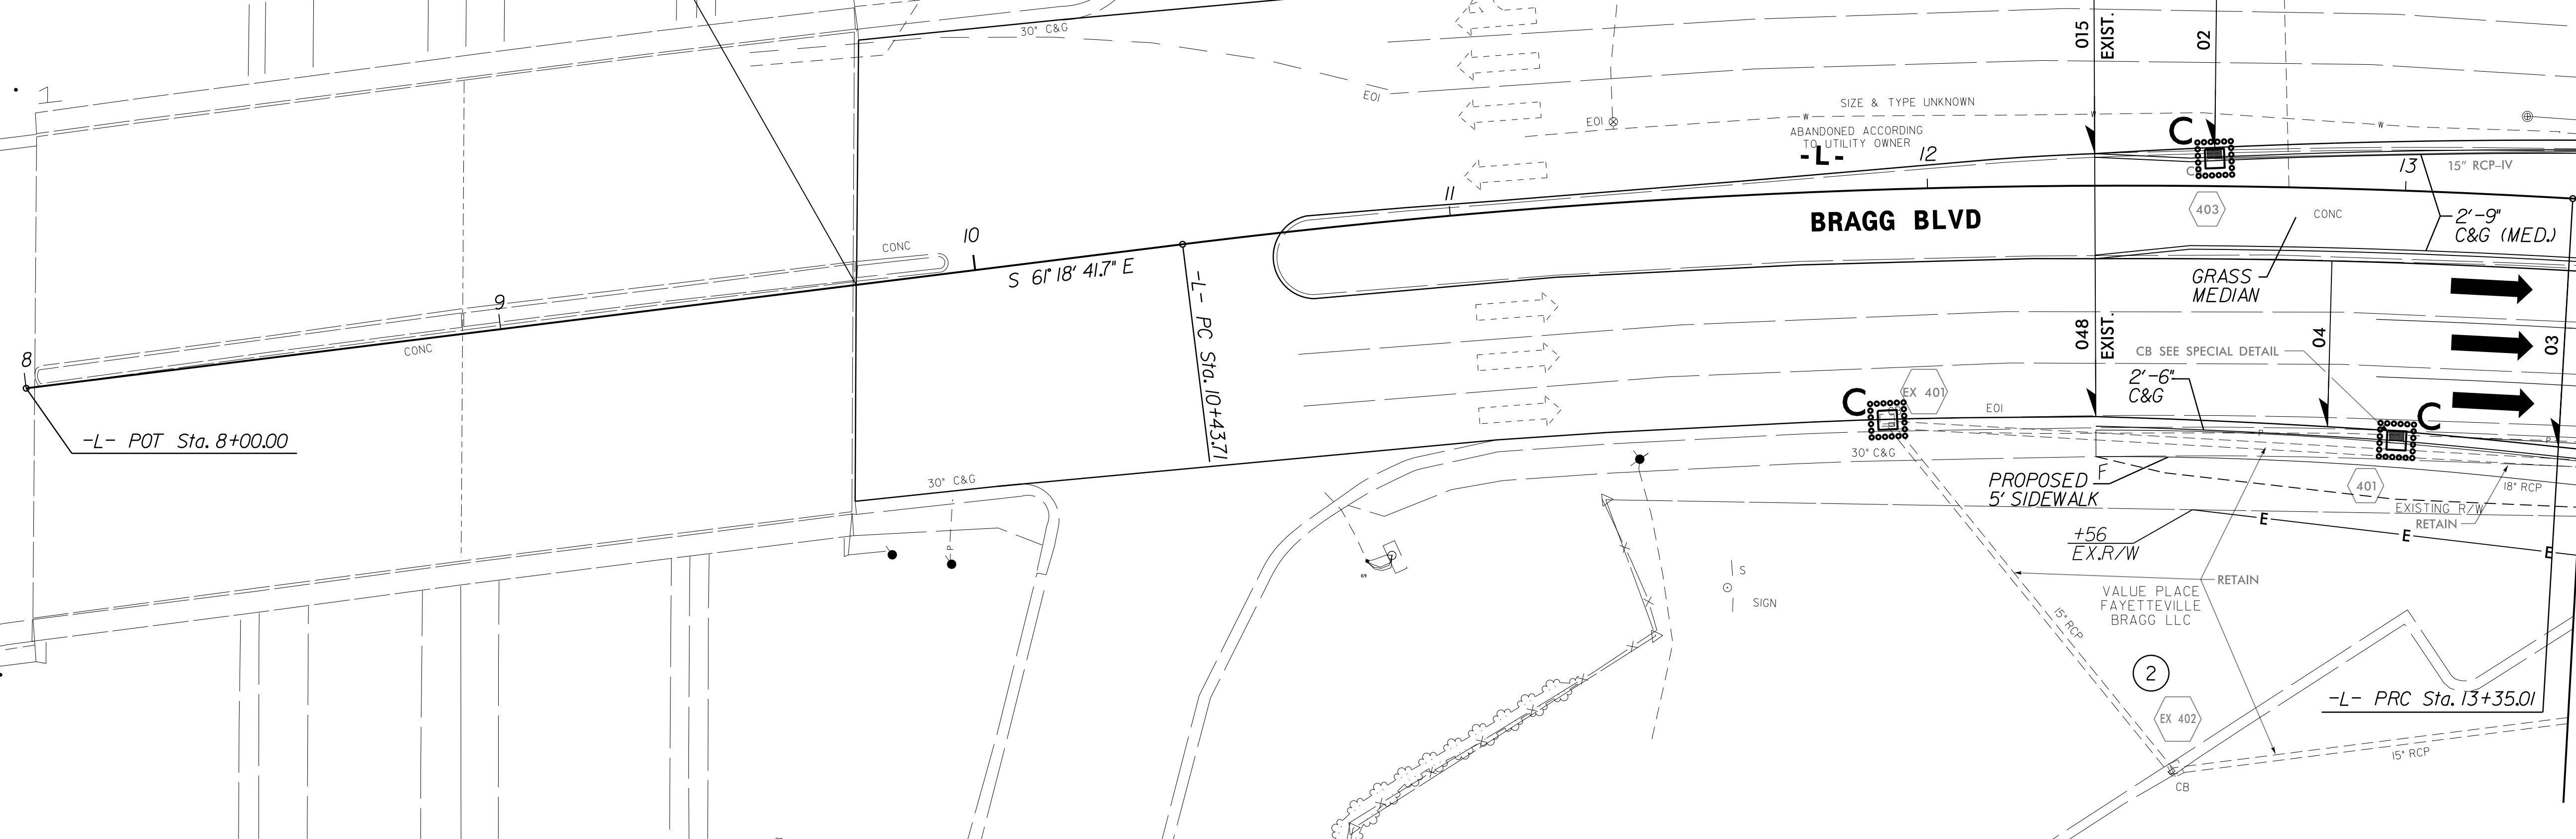 1
30" C&G
EOI
EOI
SIZE & TYPE UNKNOWN
W
W
W
ABANDONED ACCORDING
TO UTILITY OWNER
-L-
015
EXIST.
02
C
C
403
8
9
10
11
12
13
15" RCP-IV
2'-9"
C&G (MED.)
CONC
CONC
CONC
BRAGG BLVD
GRASS
MEDIAN
S 61° 18' 41.7" E
-L- PC Sta. 10+43.71
-L- POT Sta. 8+00.00
048
EXIST.
04
03
CB SEE SPECIAL DETAIL
2'-6"
C&G
C
EX 401
EOI
C
30" C&G
30" C&G
P
P
P
F
PROPOSED
5' SIDEWALK
401
18" RCP
EXISTING R/W
RETAIN
+56
EX.R/W
E
E
E
RETAIN
VALUE PLACE
FAYETTEVILLE
BRAGG LLC
S
SIGN
15" RCP
2
EX 402
-L- PRC Sta. 13+35.01
15" RCP
CB